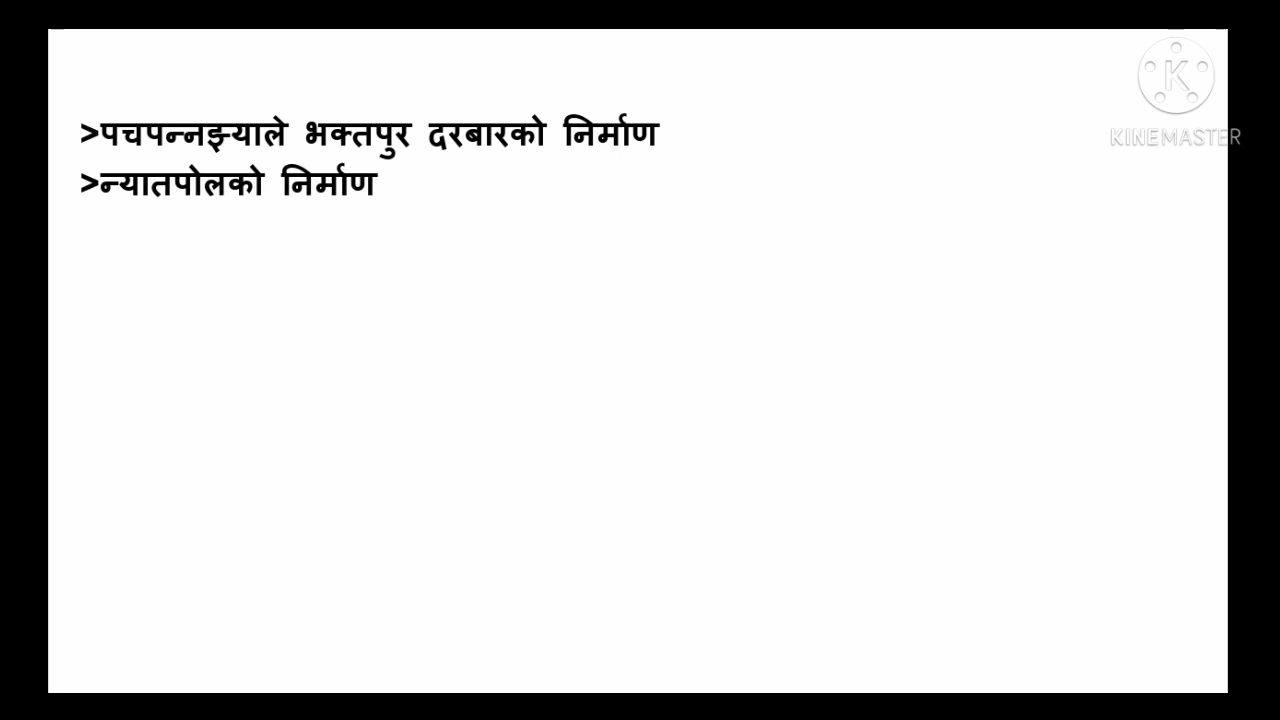 >पचपन्नझ्याले भक्तपुर दरबारको निर्माण
>न्यातपोलको निर्माण
K
KINEMASTER